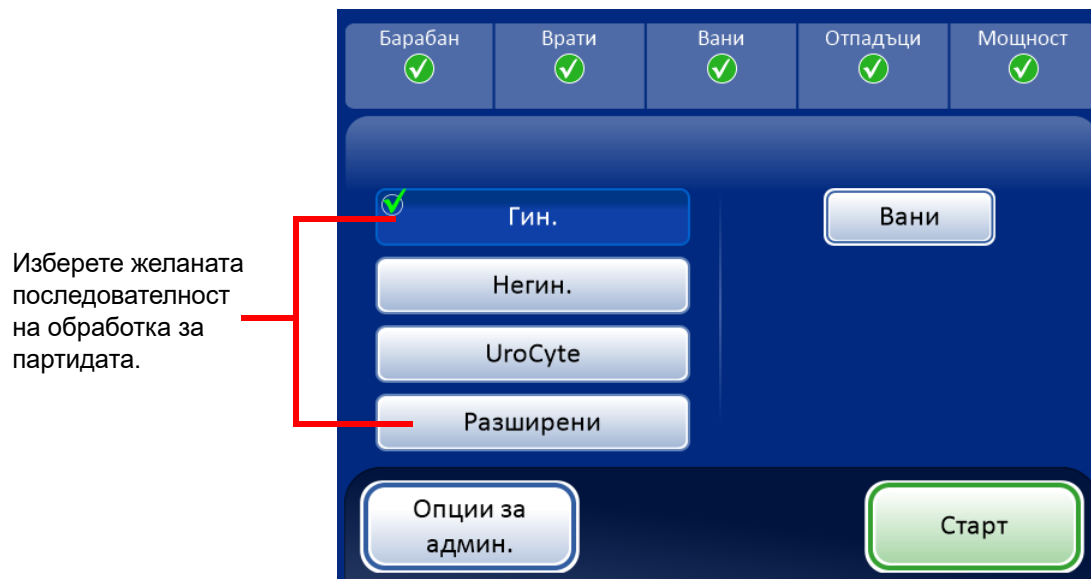 Барабан Врати Вани Отпадъци Мощност
Гин.
Вани
Изберете желаната
последователност
на обработка за
партидата.
Негин.
UroCyte
Разширени
Опции за
админ.
Старт